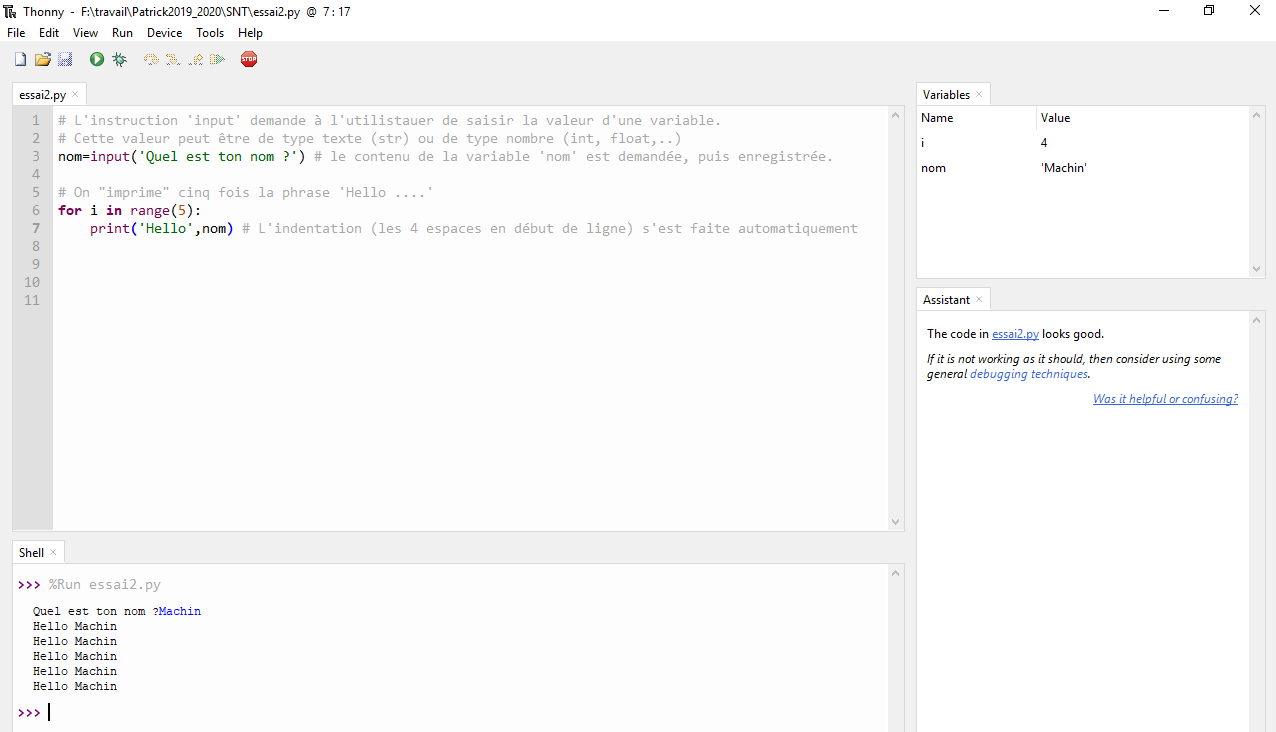 Thonny - F:\travail\Patrick2019_2020\SNT\essai2.py @ 7:17
File Edit View Run Device Tools Help
STOP
essai2.py ×
1 # L'instruction 'input' demande à l'utilistauer de saisir la valeur d'une variable.
2 # Cette valeur peut être de type texte (str) ou de type nombre (int, float,..)
3 nom=input('Quel est ton nom ?') # le contenu de la variable 'nom' est demandée, puis enregistrée.
4
5 # On "imprime" cinq fois la phrase 'Hello ....'
6 for i in range(5):
7     print('Hello',nom) # L'indentation (les 4 espaces en début de ligne) s'est faite automatiquement
8
9
10
11
Shell ×
>>> %Run essai2.py
Quel est ton nom ?Machin
Hello Machin
Hello Machin
Hello Machin
Hello Machin
Hello Machin
>>>
Variables ×
Name Value
i 4
nom 'Machin'
Assistant ×
The code in essai2.py looks good.
If it is not working as it should, then consider using some
general debugging techniques.
Was it helpful or confusing?